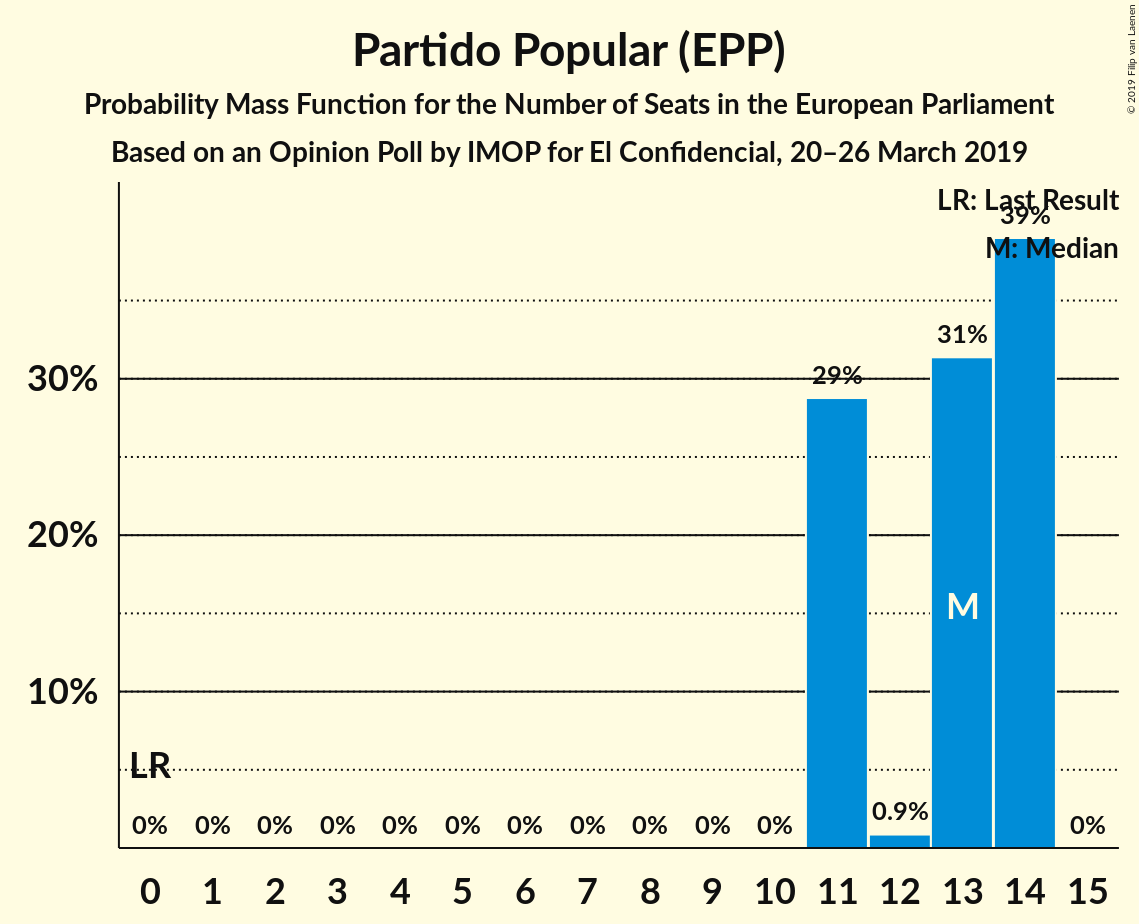 Partido Popular (EPP)
Probability Mass Function for the Number of Seats in the European Parliament
Based on an Opinion Poll by IMOP for El Confidencial, 20–26 March 2019
© 2019 Filip van Laenen
LR: Last Result
39%
M: Median
31%
30%
29%
20%
M
10%
LR
0.9%
0% 0% 0% 0% 0% 0% 0% 0% 0% 0% 0% 0%
0 1 2 3 4 5 6 7 8 9 10 11 12 13 14 15